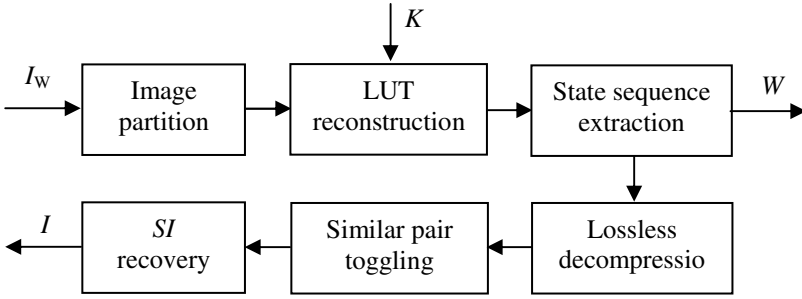 K
I_W
Image
partition
LUT
reconstruction
State sequence
extraction
W
I
SI
recovery
Similar pair
toggling
Lossless
decompressio